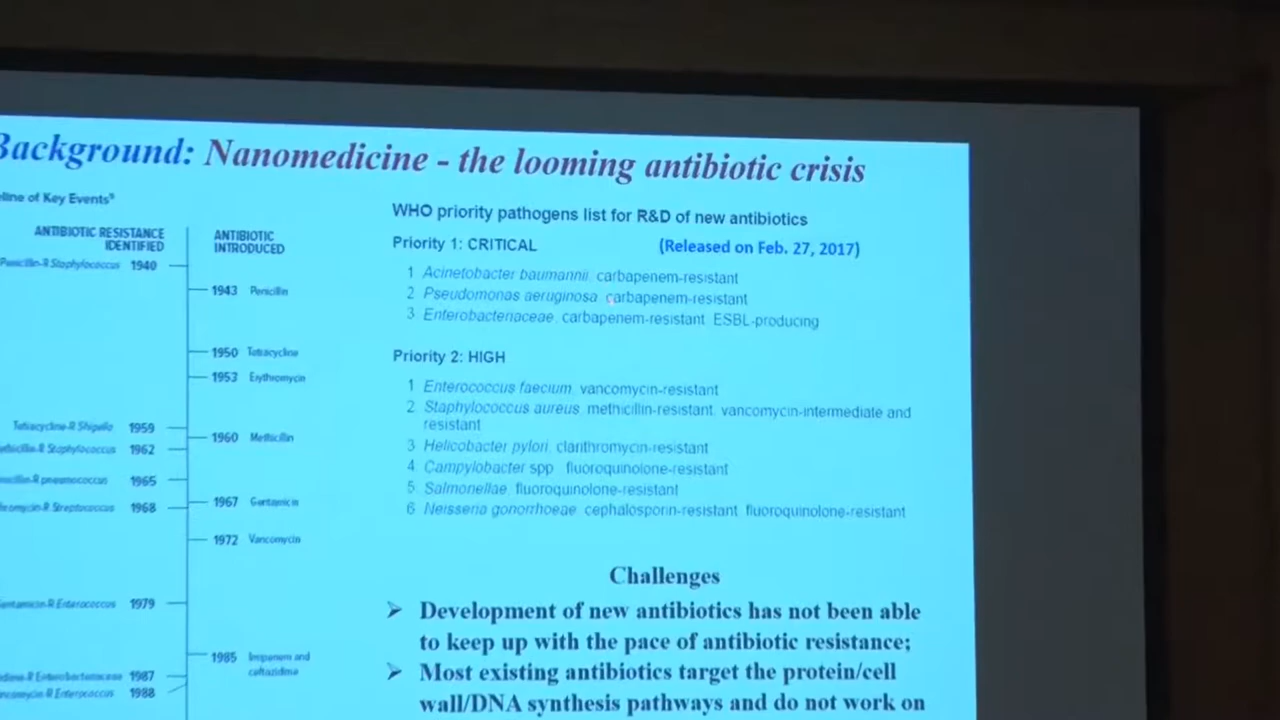 Background: Nanomedicine - the looming antibiotic crisis
line of Key Events
ANTIBIOTIC RESISTANCE
IDENTIFIED
ANTIBIOTIC
INTRODUCED
Penicillin-R Staphylococcus 1940
1943 Penicillin
1950 Tetracycline
1953 Erythromycin
Tetracycline-R Shigella 1959
1960 Methicillin
Staphylococcus 1962
pneumococcus 1965
1967 Gentamicin
Streptococcus 1968
1972 Vancomycin
Enterococcus 1979
1985 Imipenem and
ceftazidime
Enterobacteriaceae 1987
Enterococcus 1988
WHO priority pathogens list for R&D of new antibiotics
Priority 1: CRITICAL (Released on Feb. 27, 2017)
1 Acinetobacter baumannii, carbapenem-resistant
2 Pseudomonas aeruginosa, carbapenem-resistant
3 Enterobacteriaceae, carbapenem-resistant, ESBL-producing
Priority 2: HIGH
1 Enterococcus faecium, vancomycin-resistant
2 Staphylococcus aureus, methicillin-resistant, vancomycin-intermediate and
resistant
3 Helicobacter pylori, clarithromycin-resistant
4 Campylobacter spp., fluoroquinolone-resistant
5 Salmonellae, fluoroquinolone-resistant
6 Neisseria gonorrhoeae, cephalosporin-resistant, fluoroquinolone-resistant
Challenges
➢ Development of new antibiotics has not been able
to keep up with the pace of antibiotic resistance;
➢ Most existing antibiotics target the protein/cell
wall/DNA synthesis pathways and do not work on